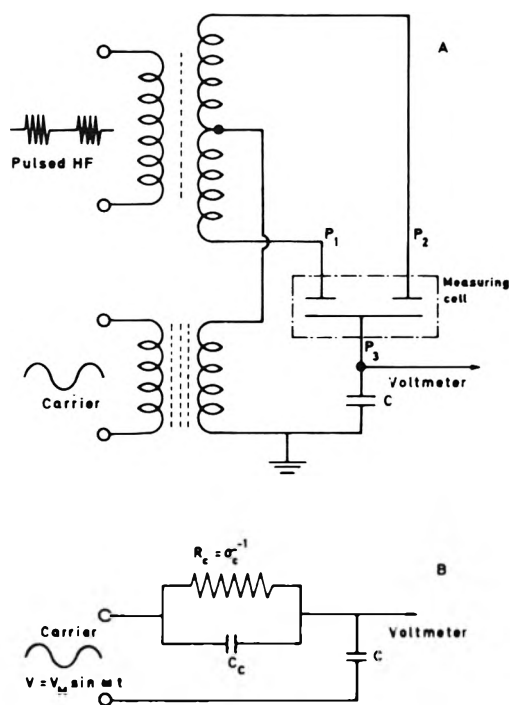 A
Pulsed HF
P1
P2
Measuring
cell
P3
Voltmeter
C
Carrier
B
Rc = σc⁻¹
Carrier
Cc
Voltmeter
C
V = VM sin ωt